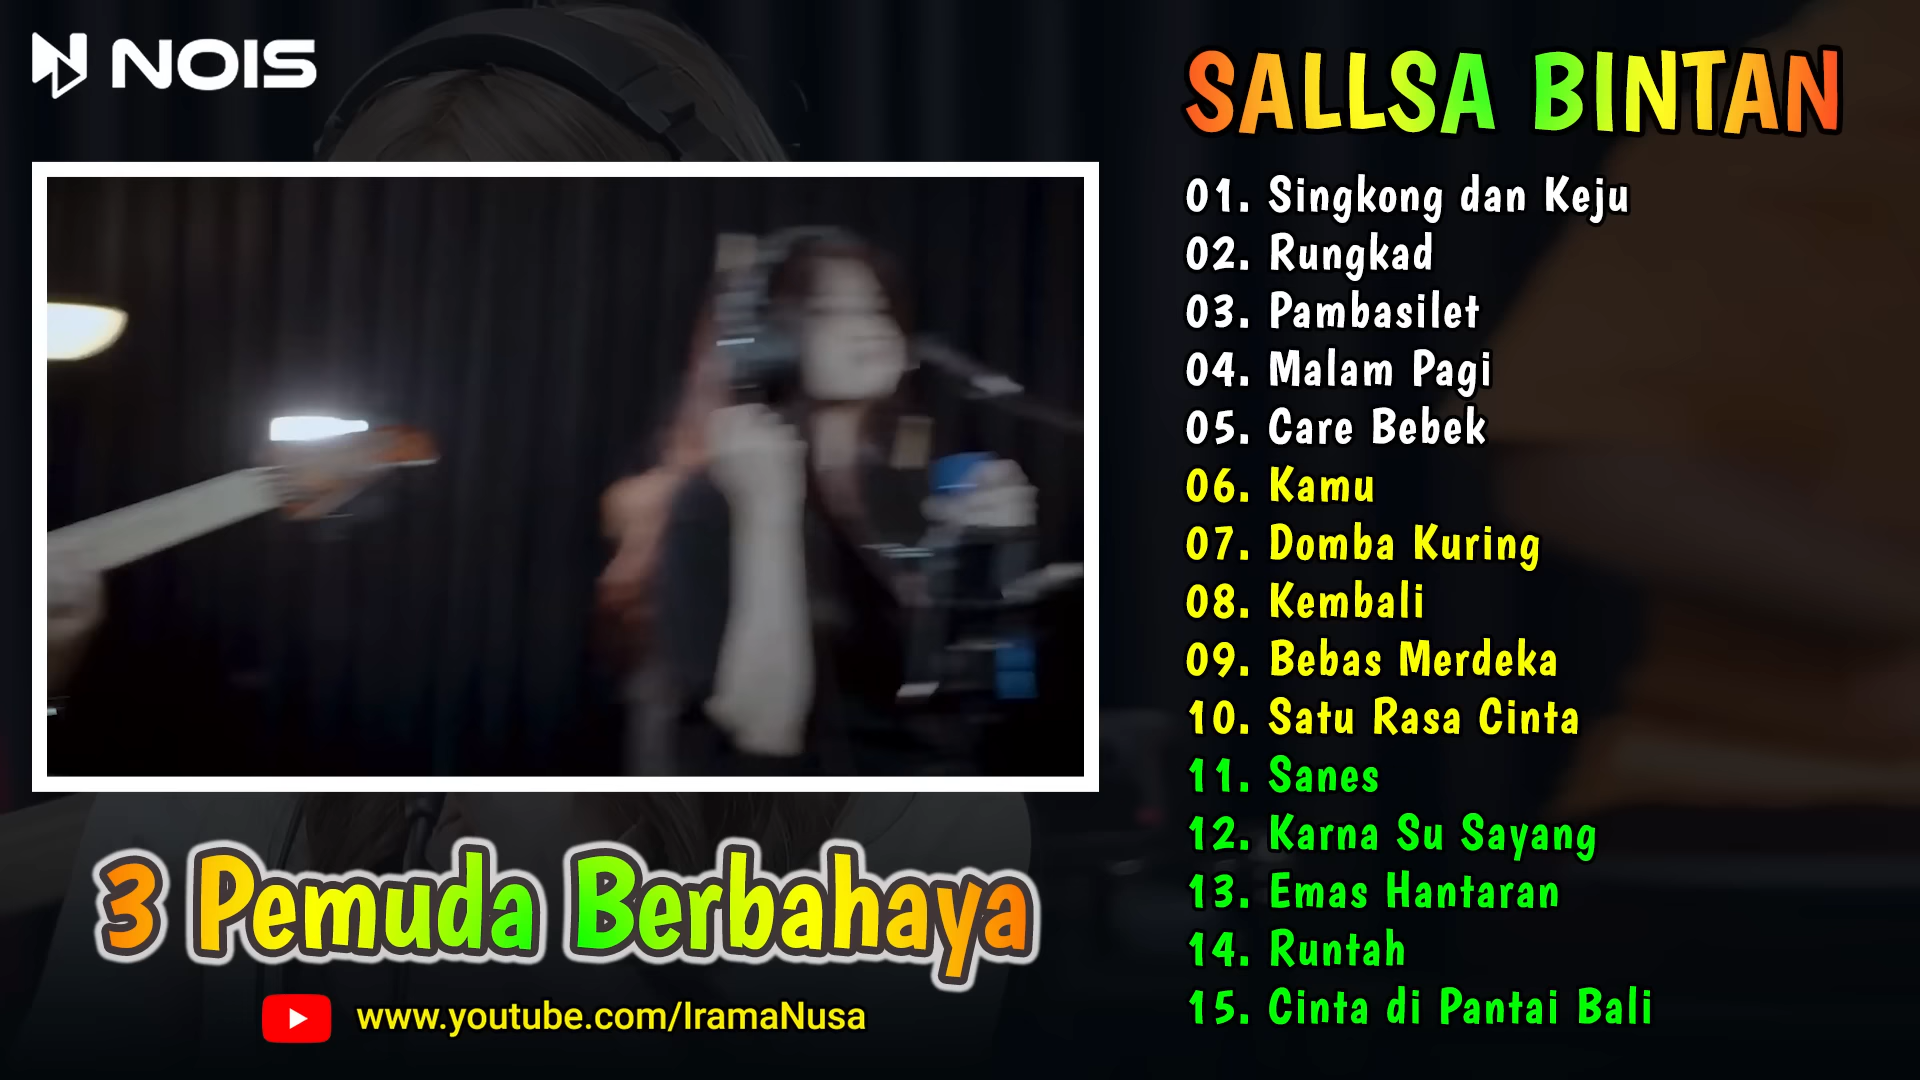 NOIS
SALLSA BINTAN
01. Singkong dan Keju
02. Rungkad
03. Pambasilet
04. Malam Pagi
05. Care Bebek
06. Kamu
07. Domba Kuring
08. Kembali
09. Bebas Merdeka
10. Satu Rasa Cinta
11. Sanes
12. Karna Su Sayang
13. Emas Hantaran
14. Runtah
15. Cinta di Pantai Bali
3 Pemuda Berbahaya
www.youtube.com/IramaNusa